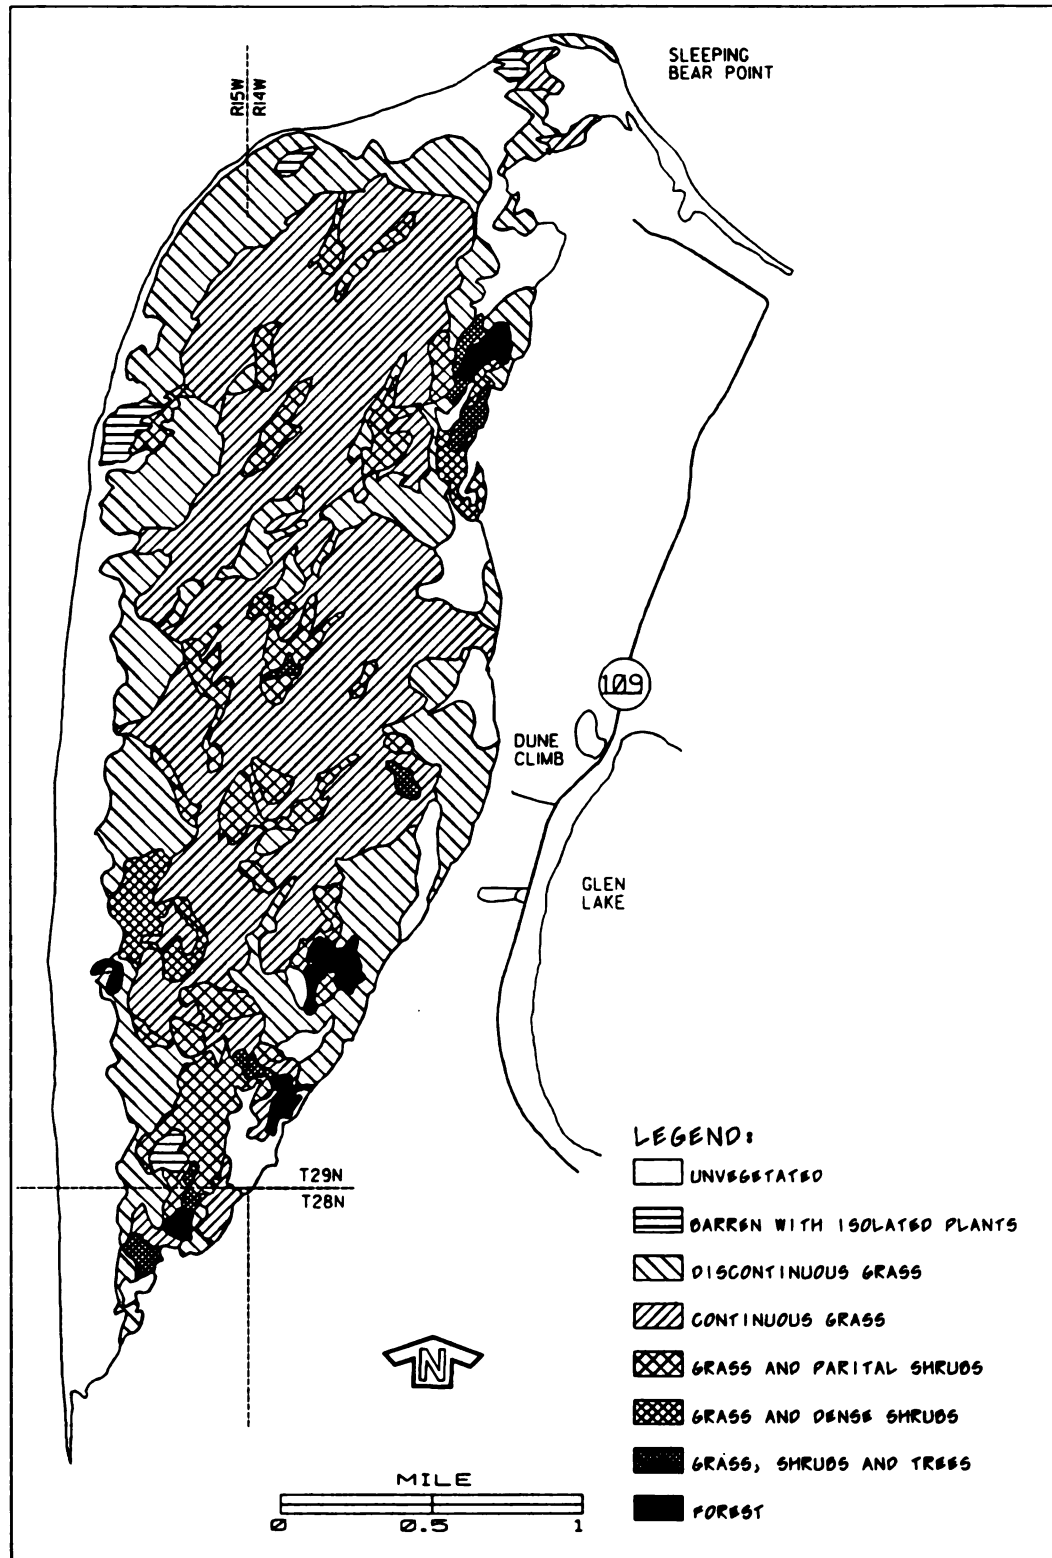 SLEEPING
BEAR POINT
R15W
R14W
109
DUNE
CLIMB
GLEN
LAKE
T29N
T28N
LEGEND:
UNVEGETATED
BARREN WITH ISOLATED PLANTS
DISCONTINUOUS GRASS
CONTINUOUS GRASS
GRASS AND PARITAL SHRUBS
GRASS AND DENSE SHRUBS
GRASS, SHRUBS AND TREES
FOREST
N
MILE
0 0.5 1